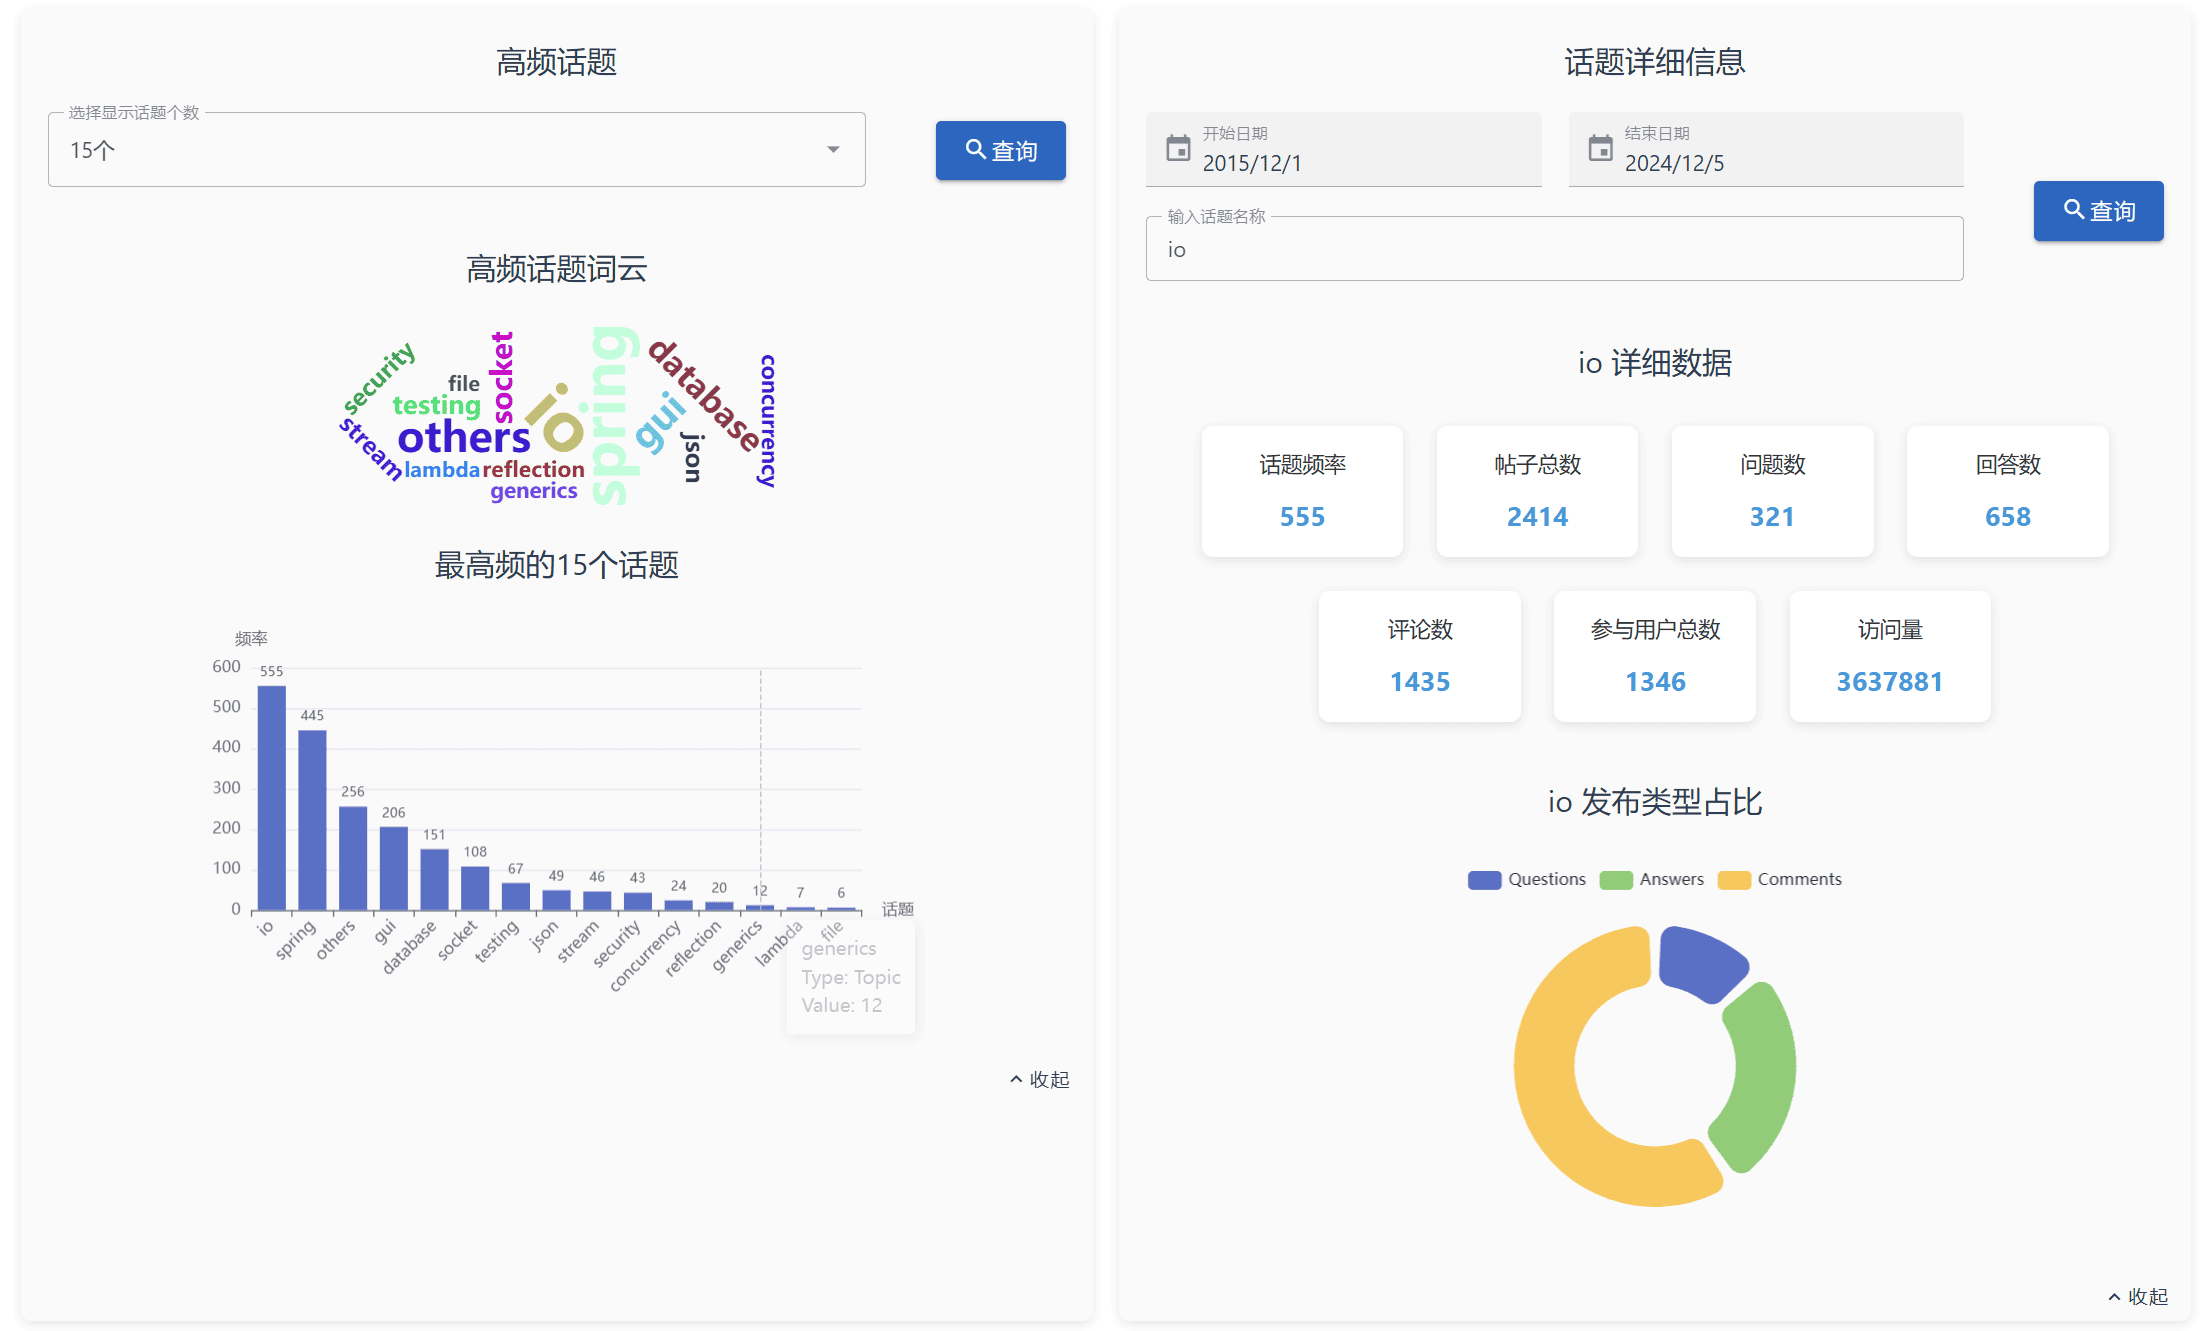 高频话题
选择显示话题个数
15个
查询
高频话题词云
security
file
socket
testing
io
spring
database
concurrency
others
gui
json
stream
lambda
reflection
generics
最高频的15个话题
频率
600
500
400
300
200
100
0
555
445
256
206
151
108
67
49
46
43
24
20
12
7
6
话题
io
spring
others
gui
database
socket
testing
json
stream
security
concurrency
reflection
generics
lambda
file
generics
Type: Topic
Value: 12
收起
话题详细信息
开始日期
2015/12/1
结束日期
2024/12/5
输入话题名称
io
查询
io 详细数据
话题频率
555
帖子总数
2414
问题数
321
回答数
658
评论数
1435
参与用户总数
1346
访问量
3637881
io 发布类型占比
Questions Answers Comments
收起